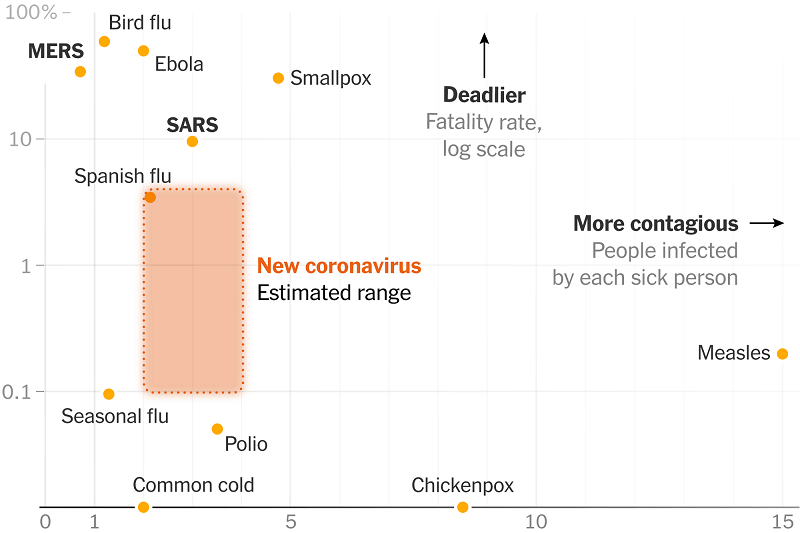 100%
Bird flu
MERS
Ebola
Smallpox
Deadlier
Fatality rate,
log scale
SARS
10
Spanish flu
More contagious
People infected
by each sick person
New coronavirus
Estimated range
1
Measles
0.1
Seasonal flu
Polio
Common cold
Chickenpox
0 1 5 10 15